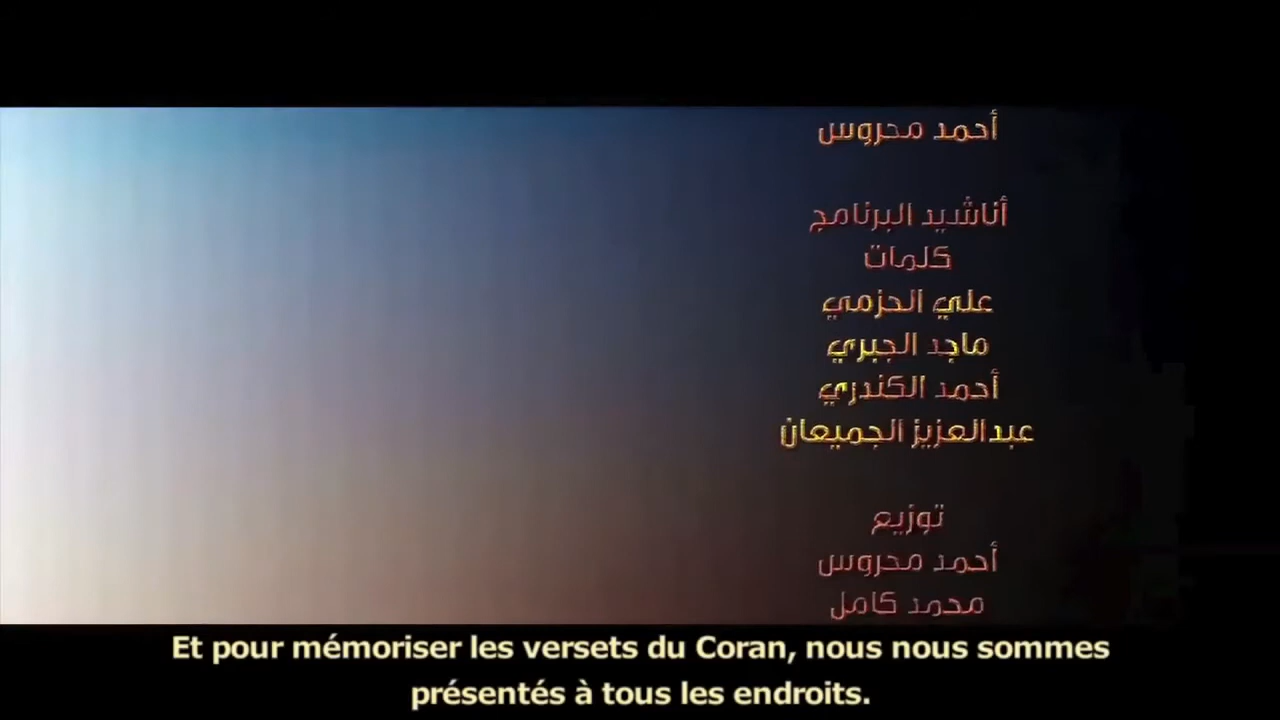 أحمد محروس
أناشيد البرنامج
كلمات
علي الحزمي
ماجد الجبري
أحمد الكندري
عبدالعزيز الجميعان
توزيع
أحمد محروس
محمد كامل
Et pour mémoriser les versets du Coran, nous nous sommes
présentés à tous les endroits.